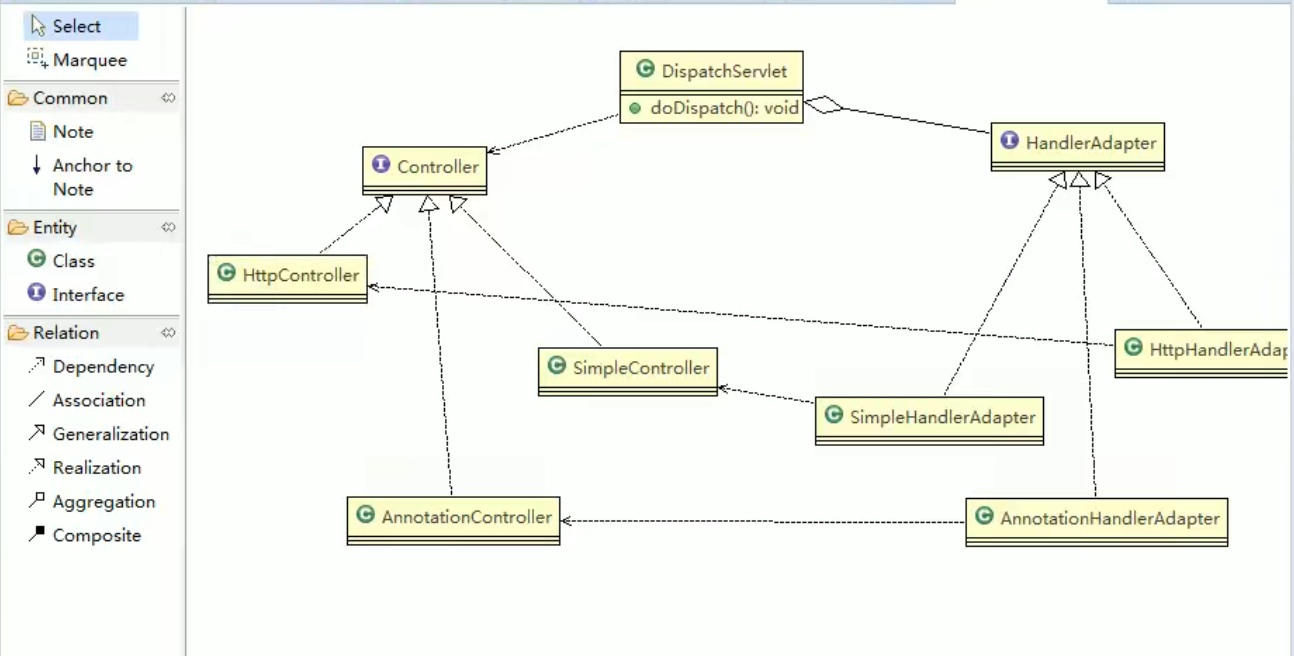 Select
Marquee
Common
Note
Anchor to
Note
Entity
Class
Interface
Relation
Dependency
Association
Generalization
Realization
Aggregation
Composite
DispatchServlet
doDispatch(): void
HandlerAdapter
Controller
HttpController
HttpHandlerAdap
SimpleController
SimpleHandlerAdapter
AnnotationController
AnnotationHandlerAdapter